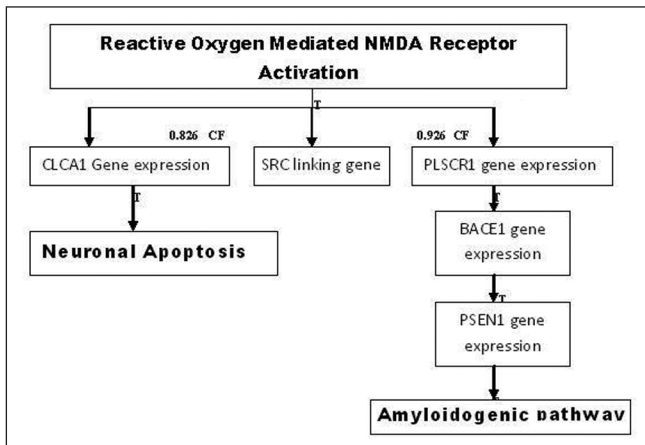 Reactive Oxygen Mediated NMDA Receptor
Activation
T
0.826 CF
0.926 CF
CLCA1 Gene expression
SRC linking gene
PLSCR1 gene expression
T
T
Neuronal Apoptosis
BACE1 gene
expression
T
PSEN1 gene
expression
Amyloidogenic pathwav